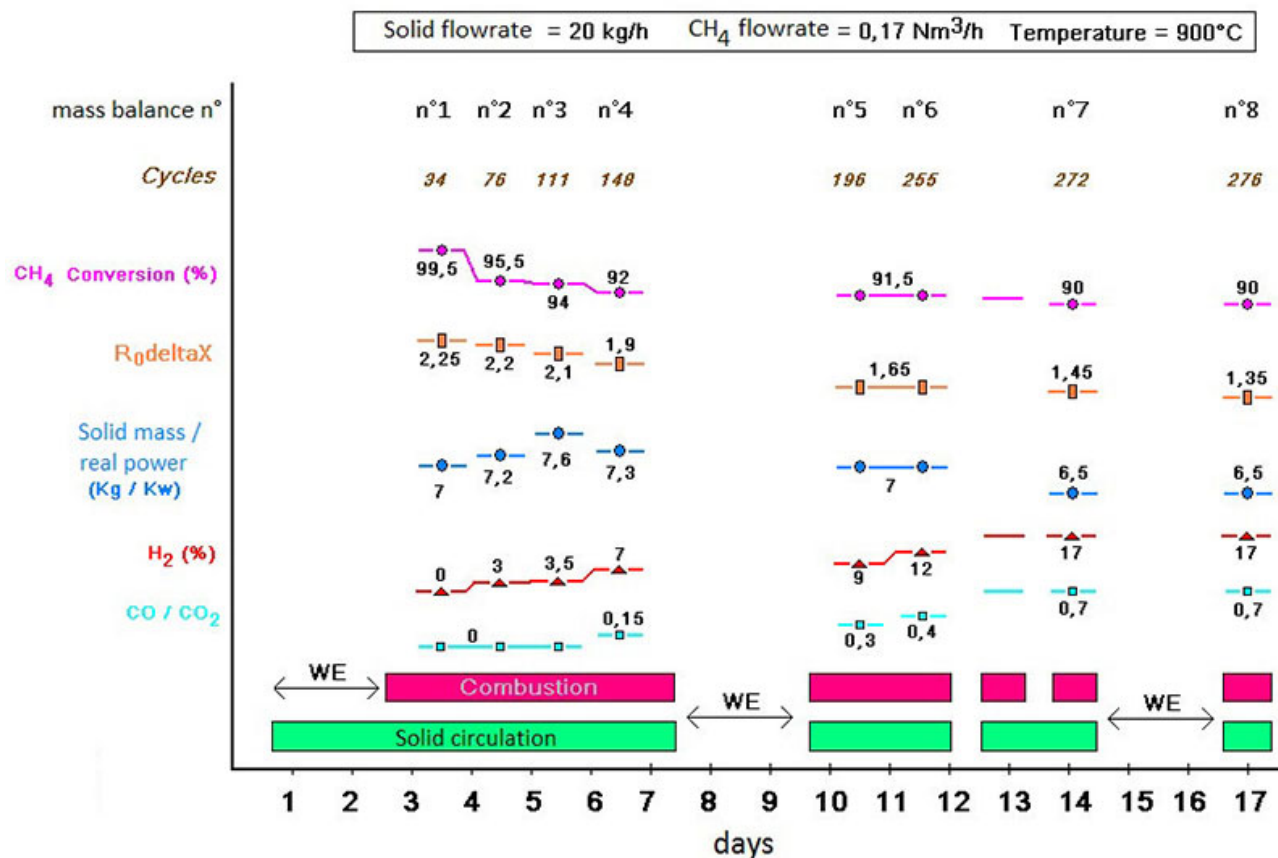 Solid flowrate = 20 kg/h CH4 flowrate = 0,17 Nm3/h Temperature = 900°C
mass balance n° n°1 n°2 n°3 n°4 n°5 n°6 n°7 n°8
Cycles 34 76 111 148 196 255 272 276
CH4 Conversion (%) 99,5 95,5 94 92 91,5 90 90
R0deltaX 2,25 2,2 2,1 1,9 1,65 1,45 1,35
Solid mass /
real power
(Kg / Kw) 7 7,2 7,6 7,3 7 6,5 6,5
H2 (%) 0 3 3,5 7 9 12 17 17
CO / CO2 0 0,15 0,3 0,4 0,7 0,7
WE Combustion WE WE
Solid circulation
1 2 3 4 5 6 7 8 9 10 11 12 13 14 15 16 17
days